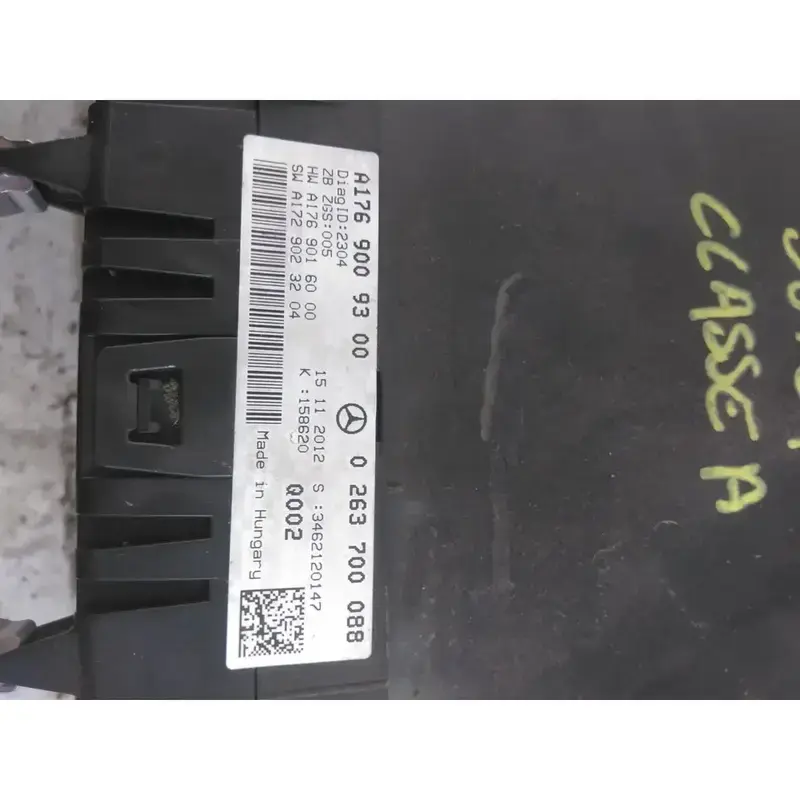 A176 900 93 00 0 263 700 088
DiagID:2304
ZB ZGS:005
HW A176 901 60 00
SW A172 902 32 04
15 11 2012 S :3462120147
K :158620 Q002
Made in Hungary
CLASSE A